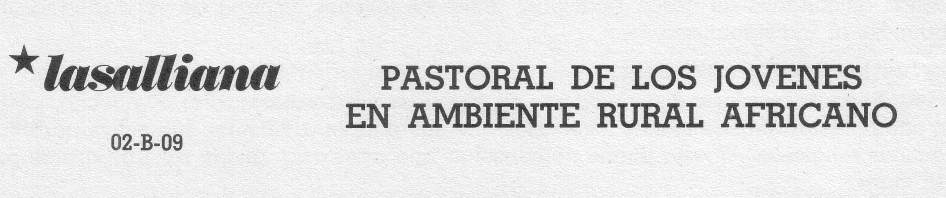 ★ lasalliana
02-B-09
PASTORAL DE LOS JOVENES
EN AMBIENTE RURAL AFRICANO